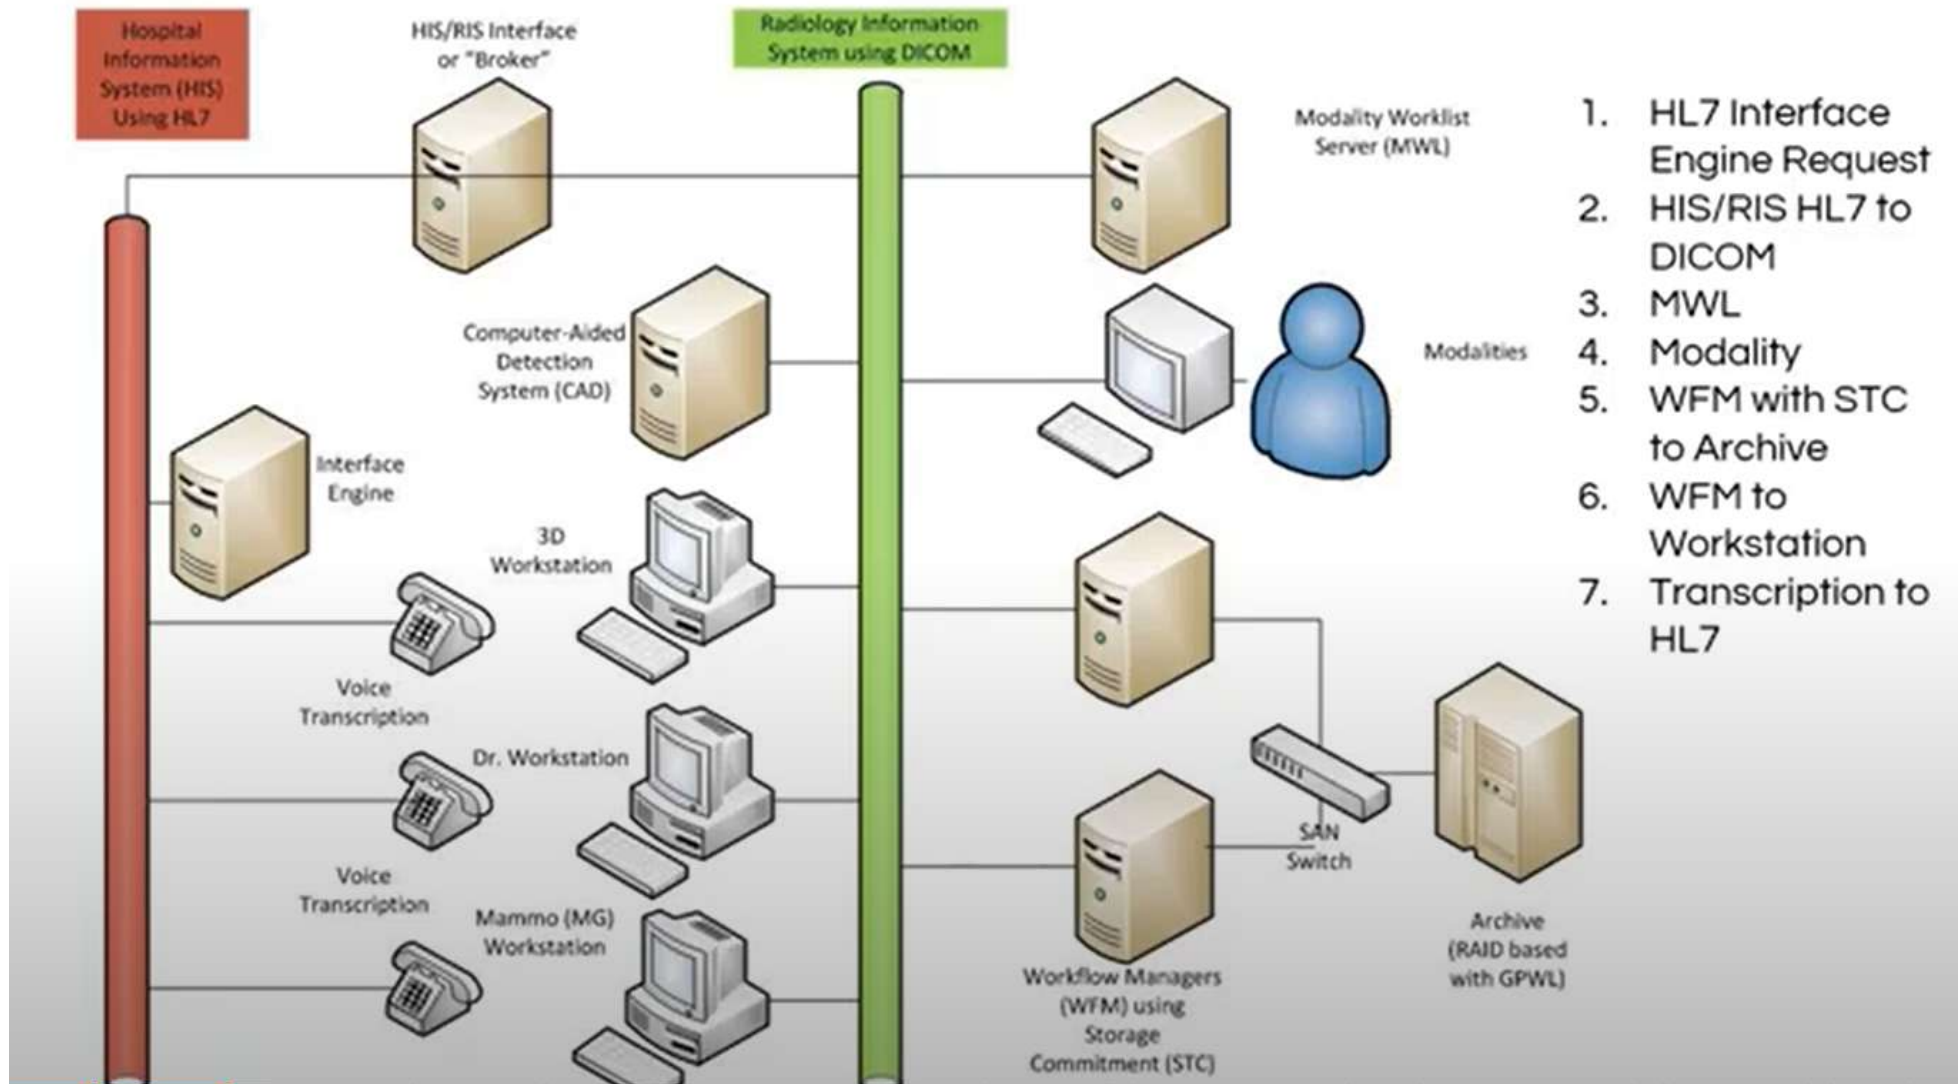 Hospital
Information
System (HIS)
Using HL7
HIS/RIS Interface
or "Broker"
Radiology Information
System using DICOM
Modality Worklist
Server (MWL)
Computer-Aided
Detection
System (CAD)
Modalities
Interface
Engine
3D
Workstation
Voice
Transcription
Dr. Workstation
SAN
Switch
Voice
Transcription
Mammo (MG)
Workstation
Workflow Managers
(WFM) using
Storage
Commitment (STC)
Archive
(RAID based
with GPWL)
1. HL7 Interface
Engine Request
2. HIS/RIS HL7 to
DICOM
3. MWL
4. Modality
5. WFM with STC
to Archive
6. WFM to
Workstation
7. Transcription to
HL7